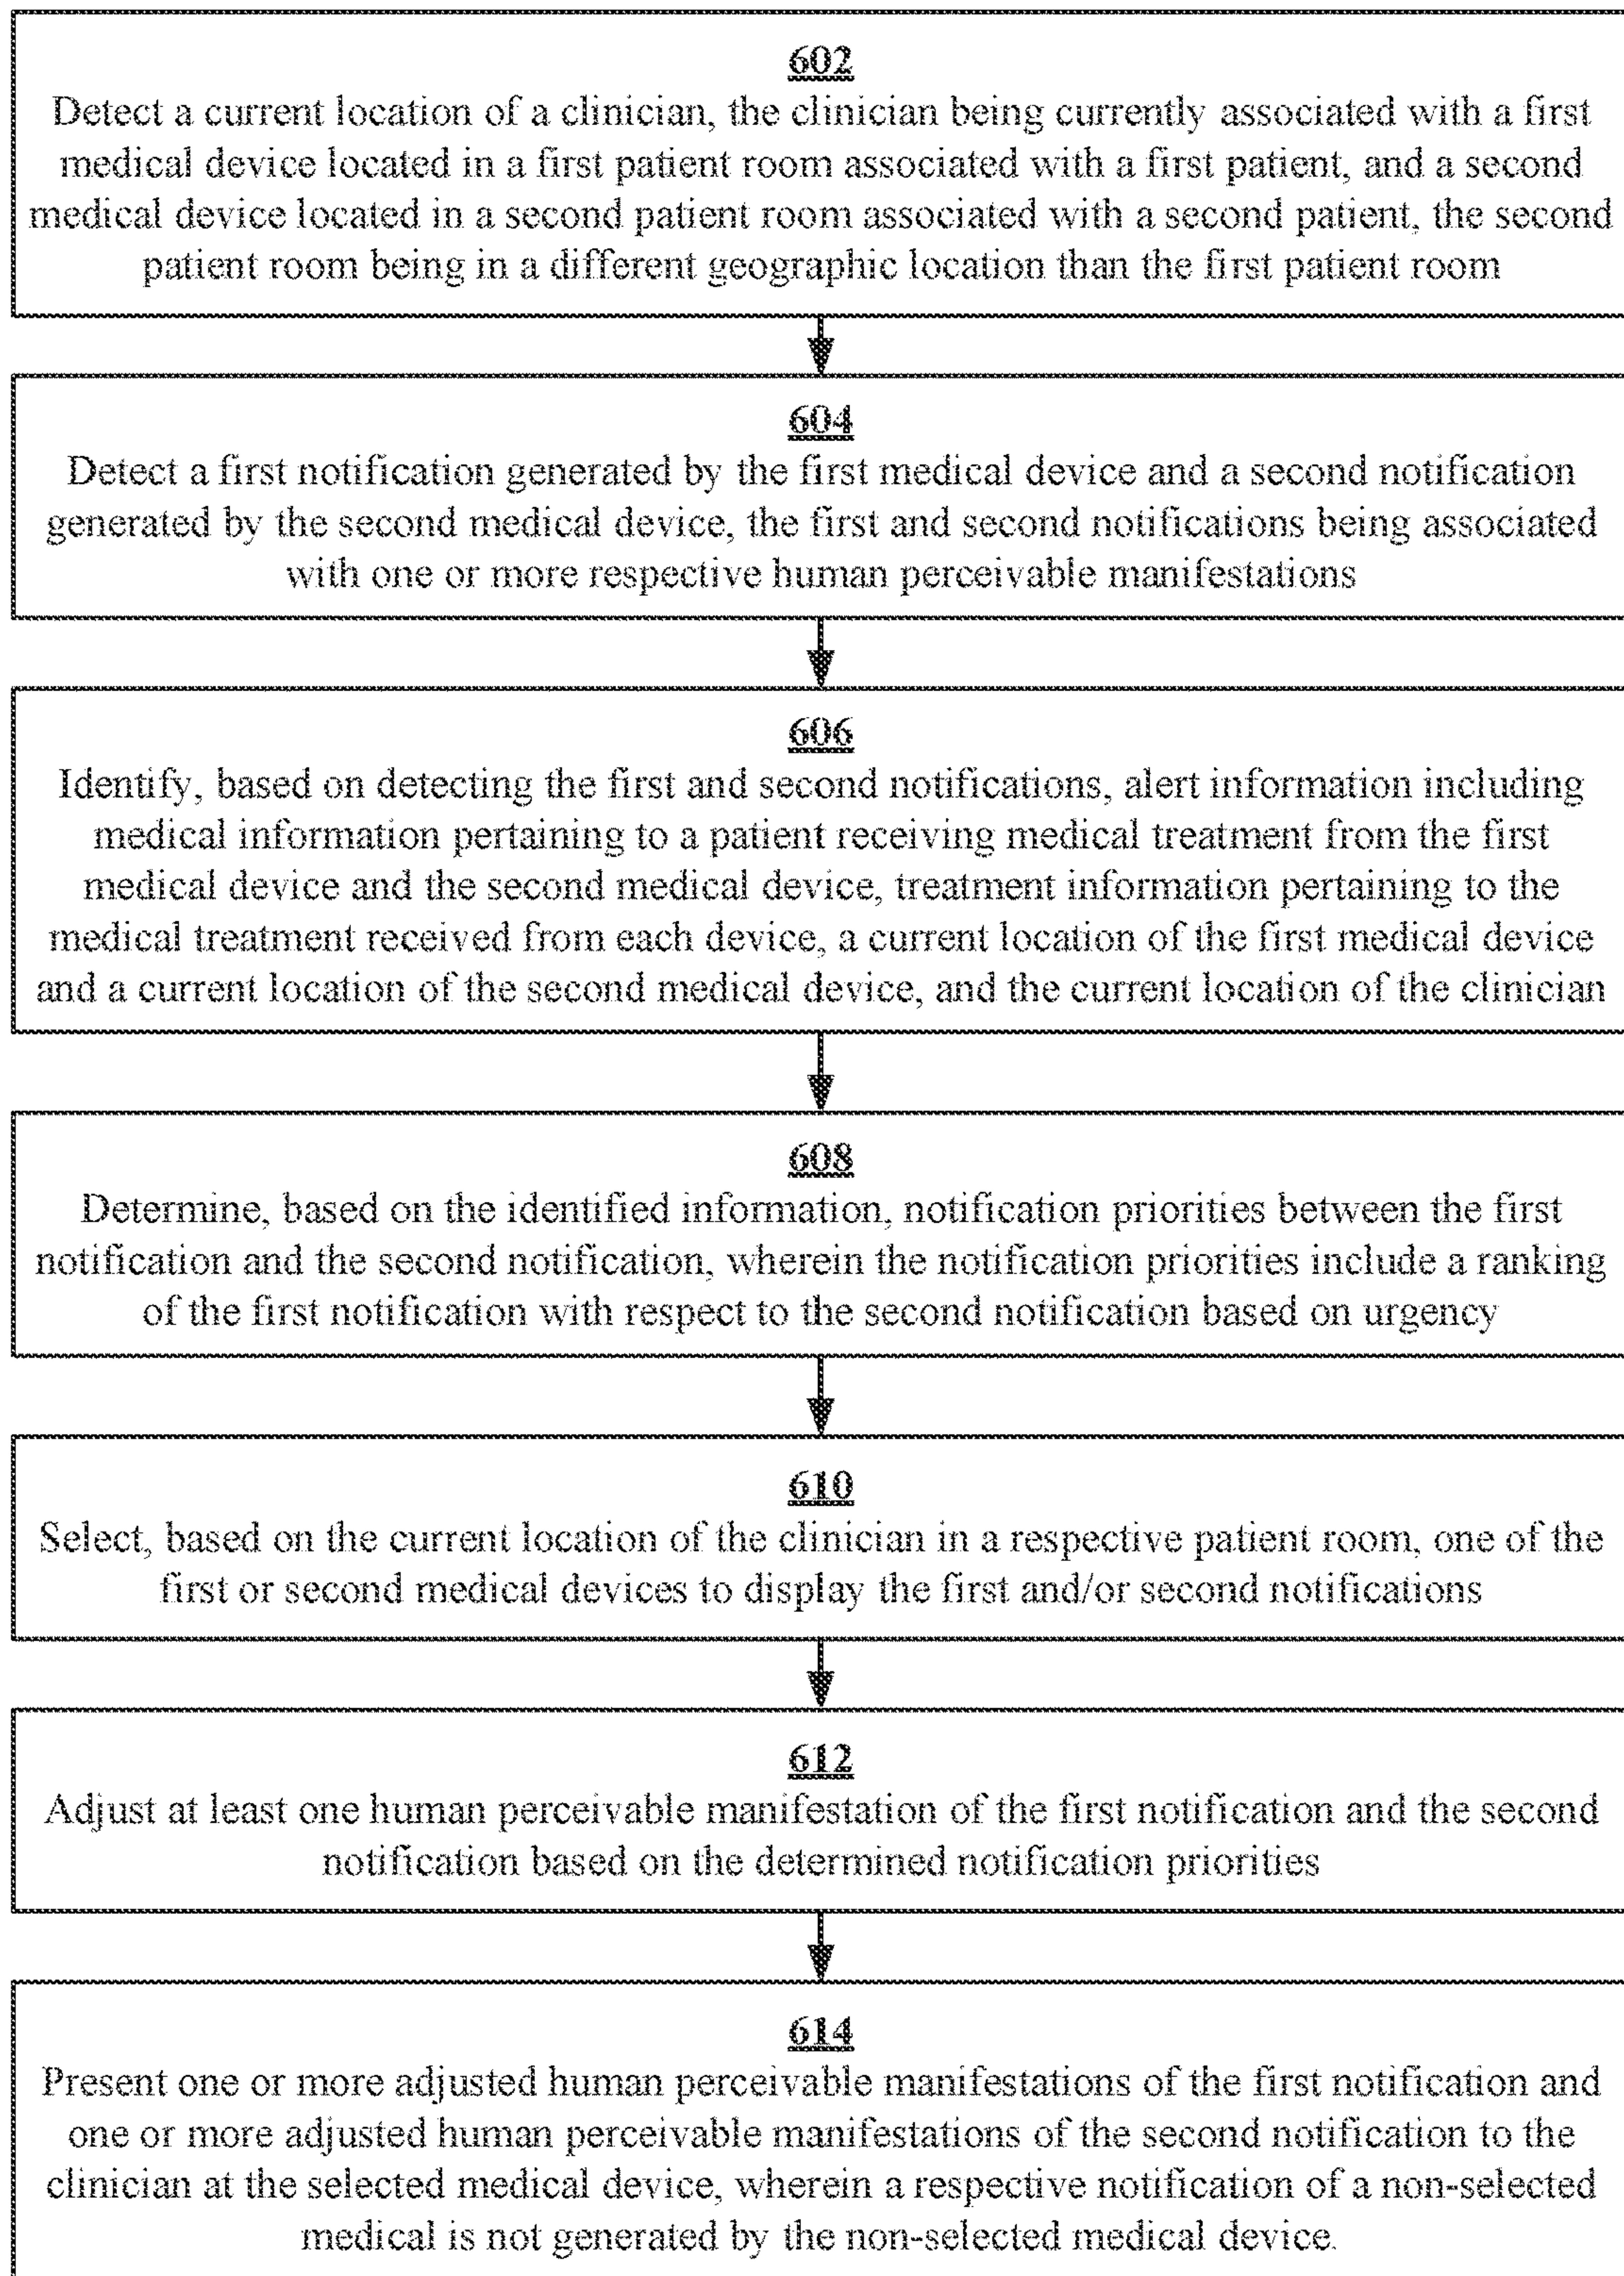 602
Detect a current location of a clinician, the clinician being currently associated with a first
medical device located in a first patient room associated with a first patient, and a second
medical device located in a second patient room associated with a second patient, the second
patient room being in a different geographic location than the first patient room
604
Detect a first notification generated by the first medical device and a second notification
generated by the second medical device, the first and second notifications being associated
with one or more respective human perceivable manifestations
606
Identify, based on detecting the first and second notifications, alert information including
medical information pertaining to a patient receiving medical treatment from the first
medical device and the second medical device, treatment information pertaining to the
medical treatment received from each device, a current location of the first medical device
and a current location of the second medical device, and the current location of the clinician
608
Determine, based on the identified information, notification priorities between the first
notification and the second notification, wherein the notification priorities include a ranking
of the first notification with respect to the second notification based on urgency
610
Select, based on the current location of the clinician in a respective patient room, one of the
first or second medical devices to display the first and/or second notifications
612
Adjust at least one human perceivable manifestation of the first notification and the second
notification based on the determined notification priorities
614
Present one or more adjusted human perceivable manifestations of the first notification and
one or more adjusted human perceivable manifestations of the second notification to the
clinician at the selected medical device, wherein a respective notification of a non-selected
medical is not generated by the non-selected medical device.